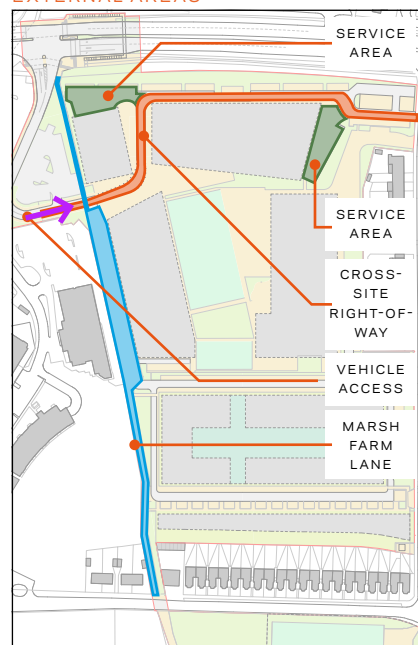 EXTERNAL AREAS
SERVICE
AREA
SERVICE
AREA
CROSS-
SITE
RIGHT-OF-
WAY
VEHICLE
ACCESS
MARSH
FARM
LANE